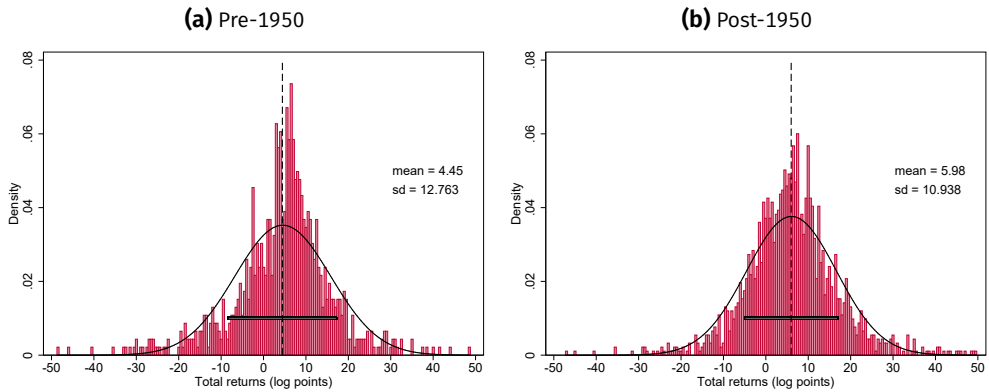 (a) Pre-1950
.08
.06
.04
.02
0
Density
mean = 4.45
sd = 12.763
-50 -40 -30 -20 -10 0 10 20 30 40 50
Total returns (log points)
(b) Post-1950
.08
.06
.04
.02
0
Density
mean = 5.98
sd = 10.938
-50 -40 -30 -20 -10 0 10 20 30 40 50
Total returns (log points)